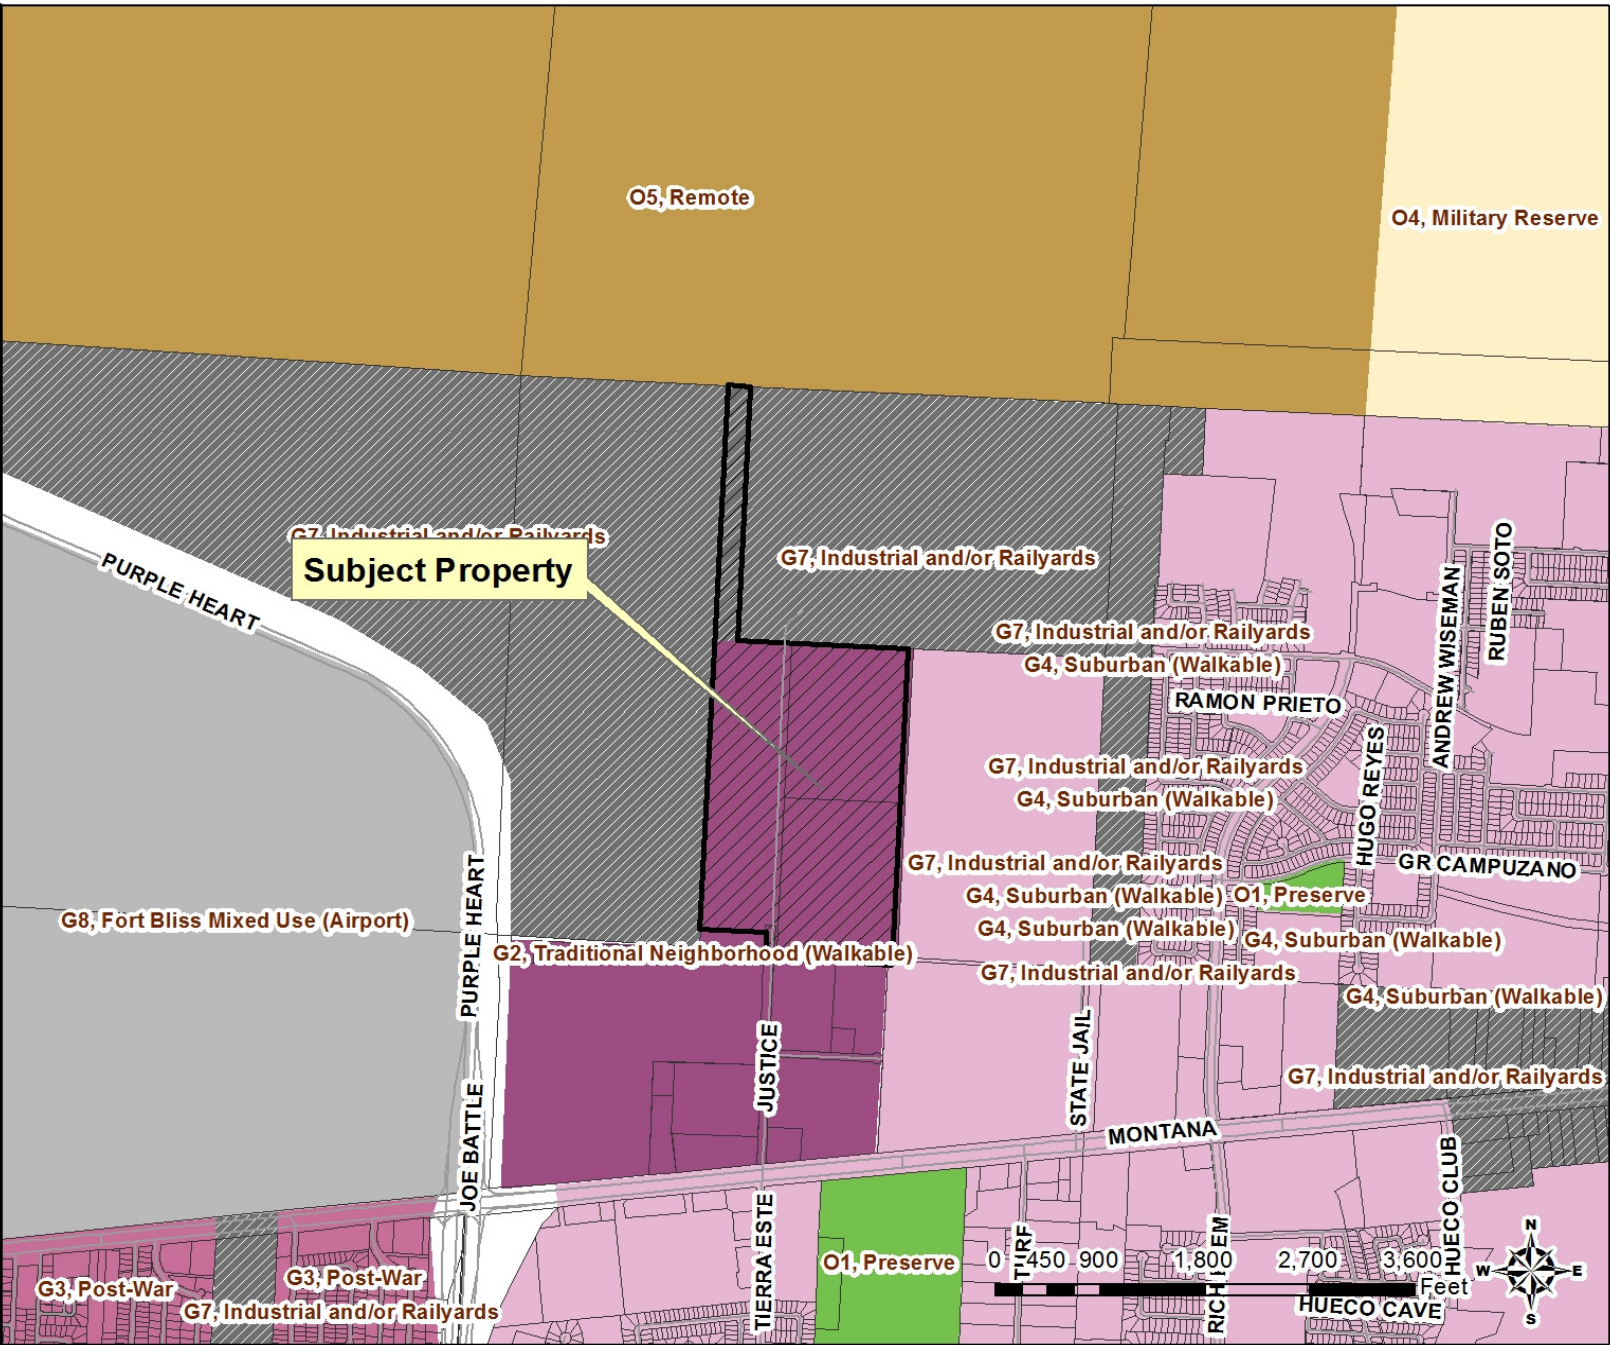 O5, Remote
O4, Military Reserve
G7, Industrial and/or Railyards
Subject Property
G7, Industrial and/or Railyards
PURPLE HEART
RUBEN SOTO
ANDREW WISEMAN
G7, Industrial and/or Railyards
G4, Suburban (Walkable)
RAMON PRIETO
HUGO REYES
G7, Industrial and/or Railyards
G4, Suburban (Walkable)
G7, Industrial and/or Railyards
GR CAMPUZANO
G4, Suburban (Walkable)
O1, Preserve
PURPLE HEART
G8, Fort Bliss Mixed Use (Airport)
G4, Suburban (Walkable)
G4, Suburban (Walkable)
G2, Traditional Neighborhood (Walkable)
G7, Industrial and/or Railyards
G4, Suburban (Walkable)
JUSTICE
STATE JAIL
G7, Industrial and/or Railyards
MONTANA
JOE BATTLE
HUECO CLUB
TIERRA ESTE
TURF
RICH
EM
O1, Preserve
G3, Post-War
G3, Post-War
G7, Industrial and/or Railyards
0 450 900 1,800 2,700 3,600
Feet
HUECO CAVE
N
W E
S